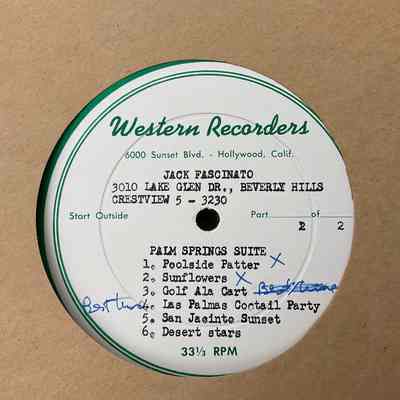 Western Recorders
6000 Sunset Blvd. - Hollywood, Calif.
JACK FASCINATO
3010 LAKE GLEN DR., BEVERLY HILLS
CRESTVIEW 5 - 3230
Start Outside Part 2 of 2
PALM SPRINGS SUITE
1. Poolside Patter X
2. Sunflowers X
3. Golf Ala Cart
Best tune 4. Las Palmas Coctail Party
5. San Jacinto Sunset
6. Desert stars
33⅓ RPM